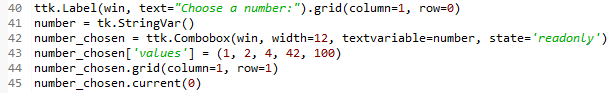 40 ttk.Label(win, text="Choose a number:").grid(column=1, row=0)
41 number = tk.StringVar()
42 number_chosen = ttk.Combobox(win, width=12, textvariable=number, state='readonly')
43 number_chosen['values'] = (1, 2, 4, 42, 100)
44 number_chosen.grid(column=1, row=1)
45 number_chosen.current(0)